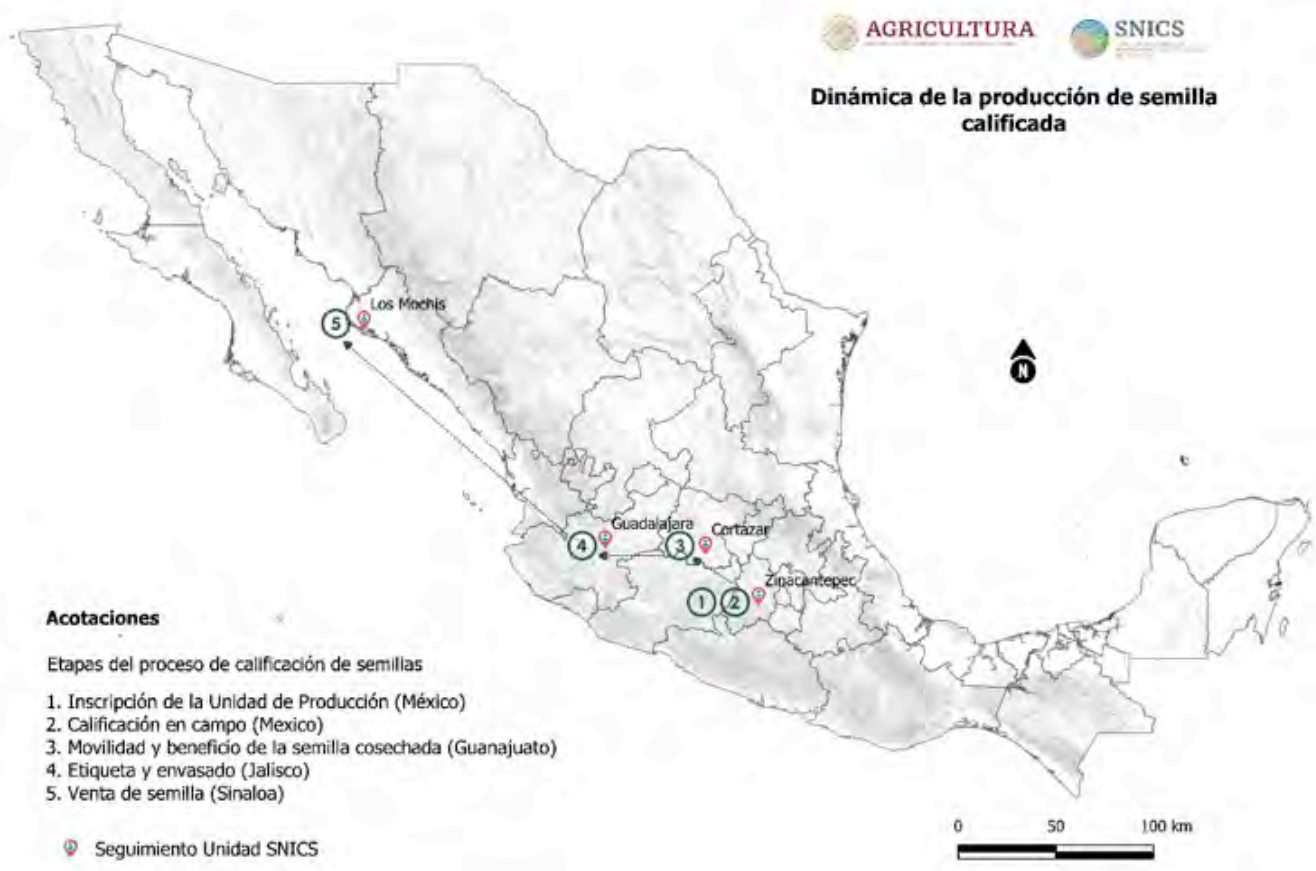 AGRICULTURA
SNICS
Dinámica de la producción de semilla
calificada
Los Mochis
5
N
Guadalajara
Cortazar
4
3
Zinacantepec
1
2
Acotaciones
Etapas del proceso de calificación de semillas
1. Inscripción de la Unidad de Producción (México)
2. Calificación en campo (Mexico)
3. Movilidad y beneficio de la semilla cosechada (Guanajuato)
4. Etiqueta y envasado (Jalisco)
5. Venta de semilla (Sinaloa)
Seguimiento Unidad SNICS
0 50 100 km